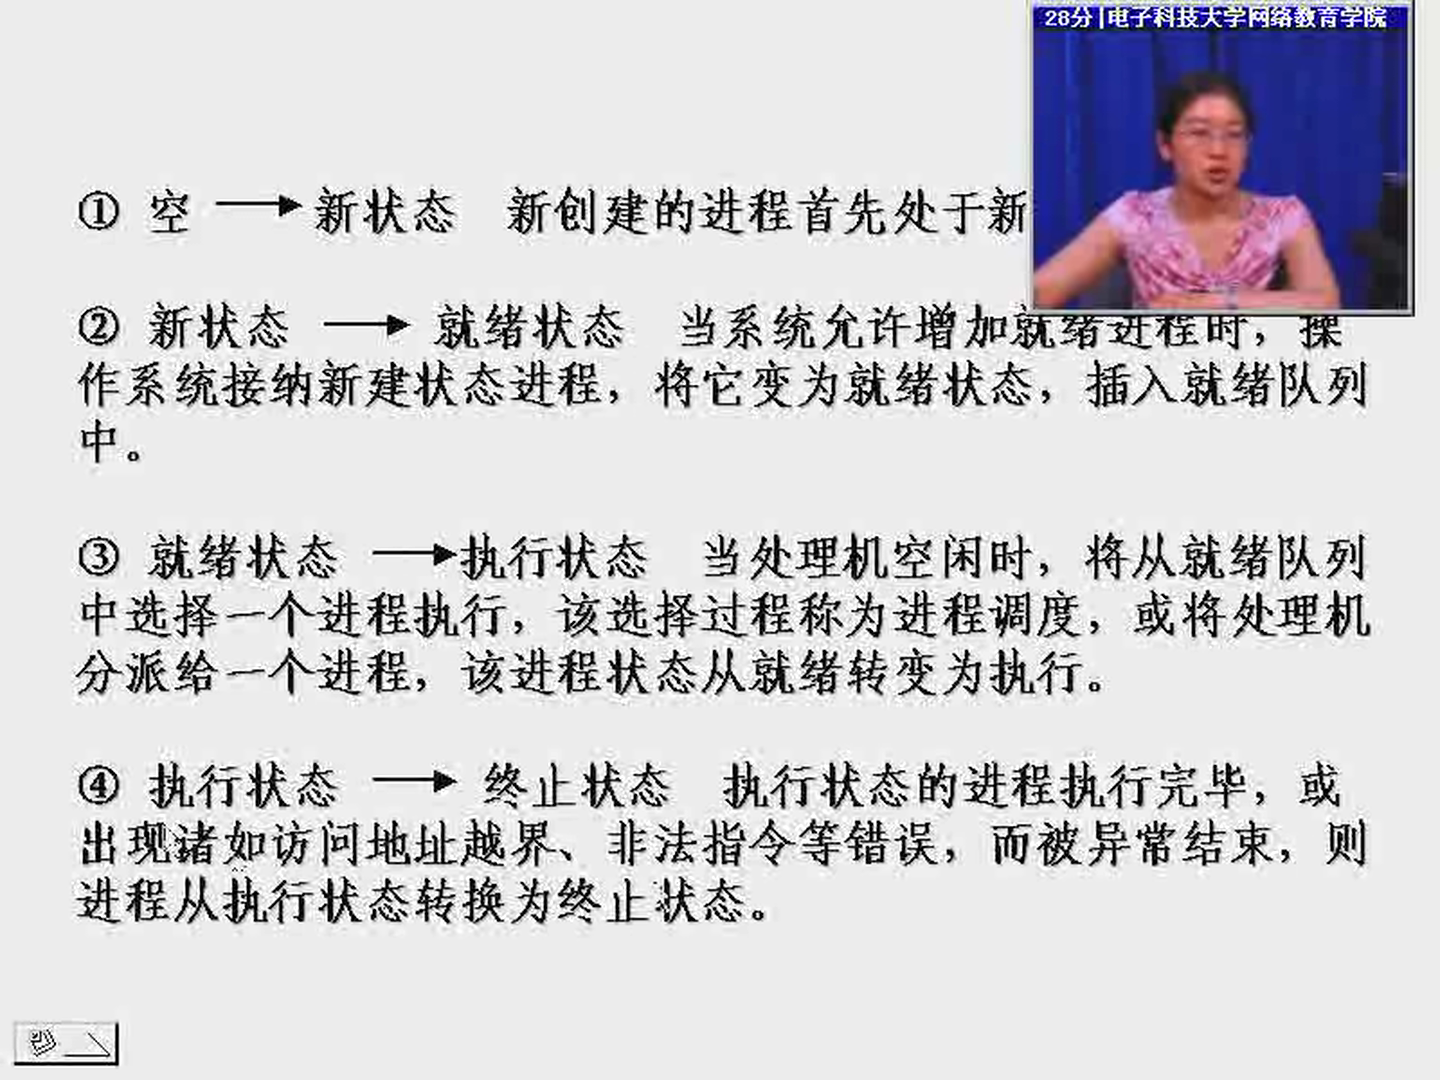 28分|电子科技大学网络教育学院
① 空 → 新状态 新创建的进程首先处于新
② 新状态 → 就绪状态 当系统允许增加就绪进程时，操
作系统接纳新建状态进程，将它变为就绪状态，插入就绪队列
中。
③ 就绪状态 → 执行状态 当处理机空闲时，将从就绪队列
中选择一个进程执行，该选择过程称为进程调度，或将处理机
分派给一个进程，该进程状态从就绪转变为执行。
④ 执行状态 → 终止状态 执行状态的进程执行完毕，或
出现诸如访问地址越界、非法指令等错误，而被异常结束，则
进程从执行状态转换为终止状态。